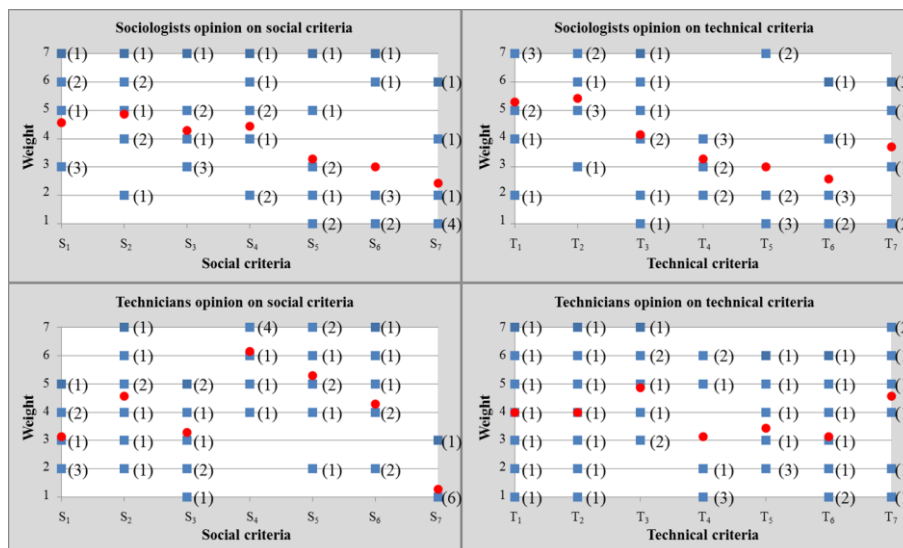 Sociologists opinion on social criteria
Weight
7 (1) (1) (1) (1) (1) (1)
6 (2) (2) (1) (1) (1)
5 (1) (1) (2) (2) (1)
4 (2) (1) (1) (1)
3 (3) (3) (2)
2 (1) (2) (1) (3) (1)
1 (2) (2) (4)
S1 S2 S3 S4 S5 S6 S7
Social criteria
Sociologists opinion on technical criteria
Weight
7 (3) (2) (1) (2)
6 (1) (1) (1)
5 (2) (3) (1)
4 (1) (2) (3) (1)
3 (1) (2)
2 (1) (1) (2) (2) (3)
1 (1) (3) (2)
T1 T2 T3 T4 T5 T6 T7
Technical criteria
Technicians opinion on social criteria
Weight
7 (1) (4) (2) (1)
6 (1) (1) (1) (1)
5 (1) (2) (2) (1) (2) (1)
4 (2) (1) (1) (1) (1) (2)
3 (1) (1) (1) (1)
2 (3) (1) (2) (1) (2)
1 (1) (6)
S1 S2 S3 S4 S5 S6 S7
Social criteria
Technicians opinion on technical criteria
Weight
7 (1) (1) (1)
6 (1) (1) (2) (2) (1) (1)
5 (1) (1) (1) (1) (1) (1)
4 (1) (1) (1) (1) (1)
3 (1) (1) (2) (1) (1)
2 (1) (1) (1) (3) (1)
1 (1) (1) (3) (2)
T1 T2 T3 T4 T5 T6 T7
Technical criteria